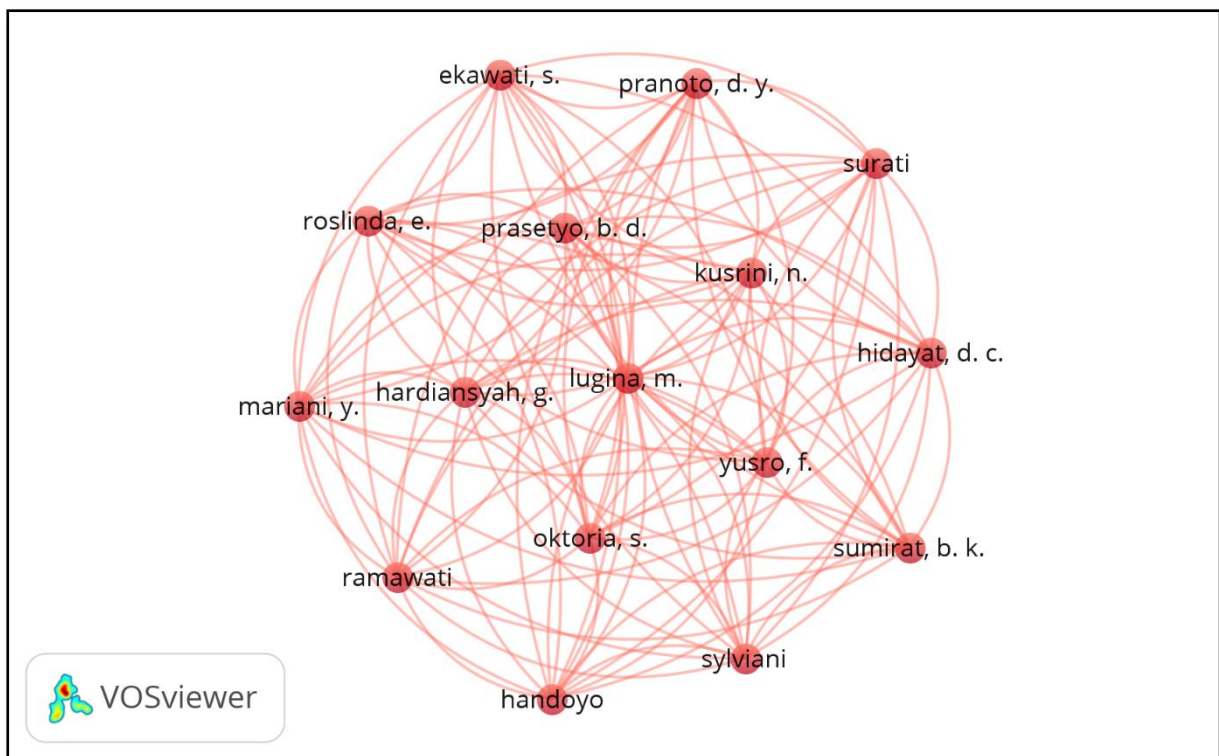 ekawati, s.
pranoto, d. y.
surati
roslinda, e.
prasetyo, b. d.
kusrini, n.
hidayat, d. c.
lugina, m.
hardiansyah, g.
mariani, y.
yusro, f.
oktoria, s.
sumirat, b. k.
ramawati
sylviani
handoyo
VOSviewer